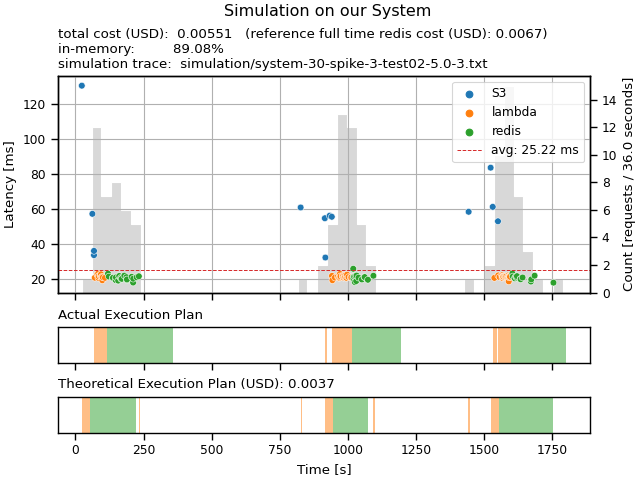 Simulation on our System
total cost (USD):  0.00551   (reference full time redis cost (USD): 0.0067)
in-memory:          89.08%
simulation trace:  simulation/system-30-spike-3-test02-5.0-3.txt
S3
lambda
redis
avg: 25.22 ms
120
100
80
60
40
20
Latency [ms]
14
12
10
8
6
4
2
0
Count [requests / 36.0 seconds]
Actual Execution Plan
Theoretical Execution Plan (USD): 0.0037
0 250 500 750 1000 1250 1500 1750
Time [s]